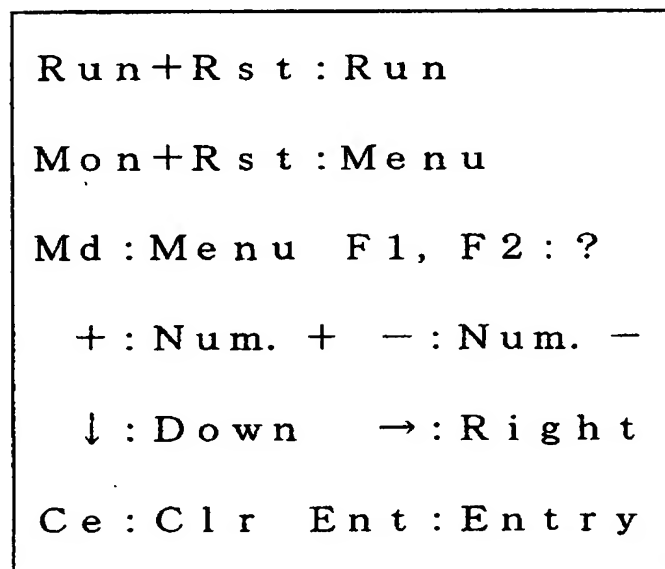 Run+Rst:Run
Mon+Rst:Menu
Md:Menu F1, F2:?
+:Num. + −:Num. −
↓:Down →:Right
Ce:Clr Ent:Entry